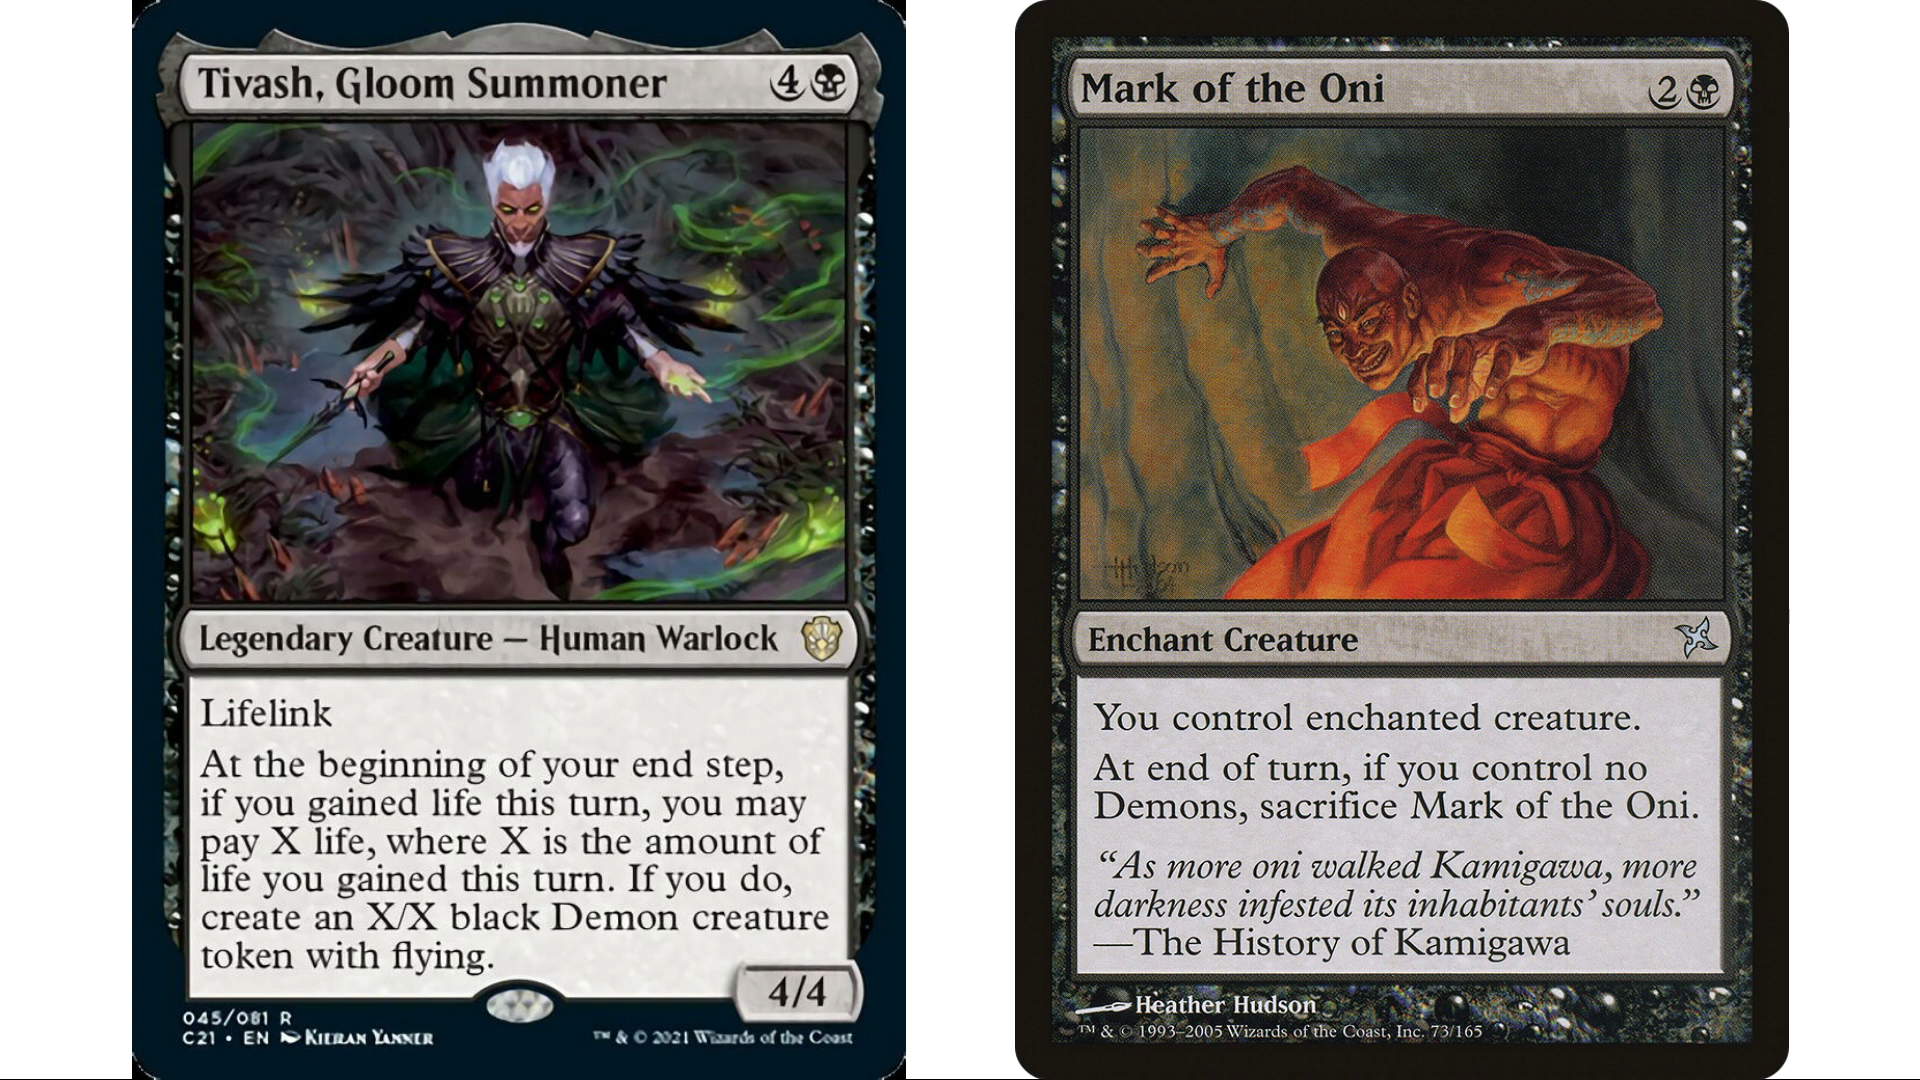 Tivash, Gloom Summoner 4
Legendary Creature — Human Warlock
Lifelink
At the beginning of your end step,
if you gained life this turn, you may
pay X life, where X is the amount of
life you gained this turn. If you do,
create an X/X black Demon creature
token with flying.
4/4
045/081 R
C21 • EN Kieran Yanner
™ & © 2021 Wizards of the Coast
Mark of the Oni 2
Enchant Creature
You control enchanted creature.
At end of turn, if you control no
Demons, sacrifice Mark of the Oni.
“As more oni walked Kamigawa, more
darkness infested its inhabitants’ souls.”
—The History of Kamigawa
Heather Hudson
™ & © 1993–2005 Wizards of the Coast, Inc. 73/165